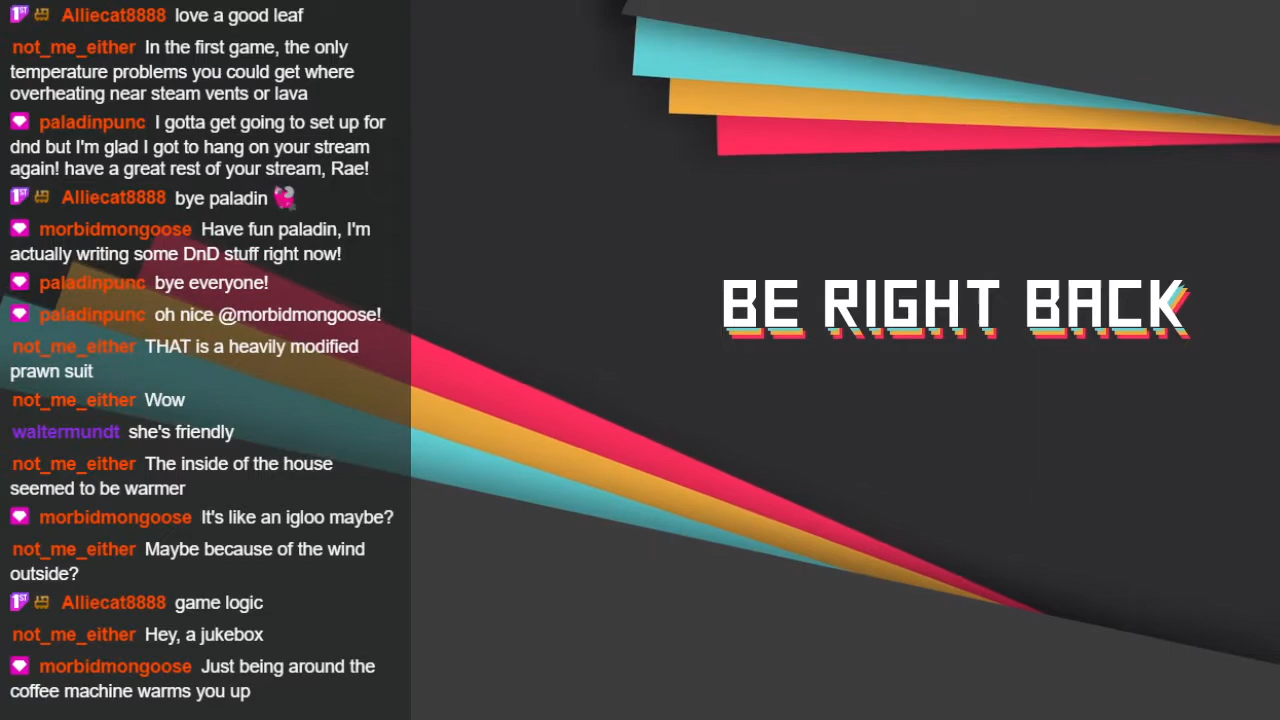 Alliecat8888 love a good leaf
not_me_either In the first game, the only
temperature problems you could get where
overheating near steam vents or lava
paladinpunc I gotta get going to set up for
dnd but I'm glad I got to hang on your stream
again! have a great rest of your stream, Rae!
Alliecat8888 bye paladin
morbidmongoose Have fun paladin, I'm
actually writing some DnD stuff right now!
paladinpunc bye everyone!
paladinpunc oh nice @morbidmongoose!
not_me_either THAT is a heavily modified
prawn suit
not_me_either Wow
waltermundt she's friendly
not_me_either The inside of the house
seemed to be warmer
morbidmongoose It's like an igloo maybe?
not_me_either Maybe because of the wind
outside?
Alliecat8888 game logic
not_me_either Hey, a jukebox
morbidmongoose Just being around the
coffee machine warms you up
BE RIGHT BACK